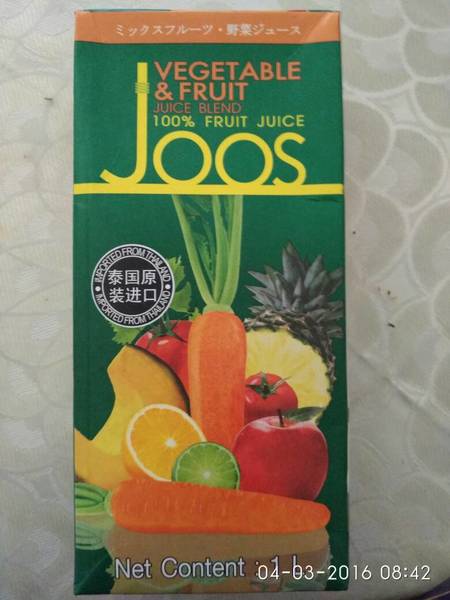 ミックスフルーツ・野菜ジュース
VEGETABLE
& FRUIT
JUICE BLEND
100% FRUIT JUICE
JOOS
IMPORTED FROM THAILAND
泰国原
装进口
IMPORTED FROM THAILAND
Net Content : 1 L
04-03-2016 08:42